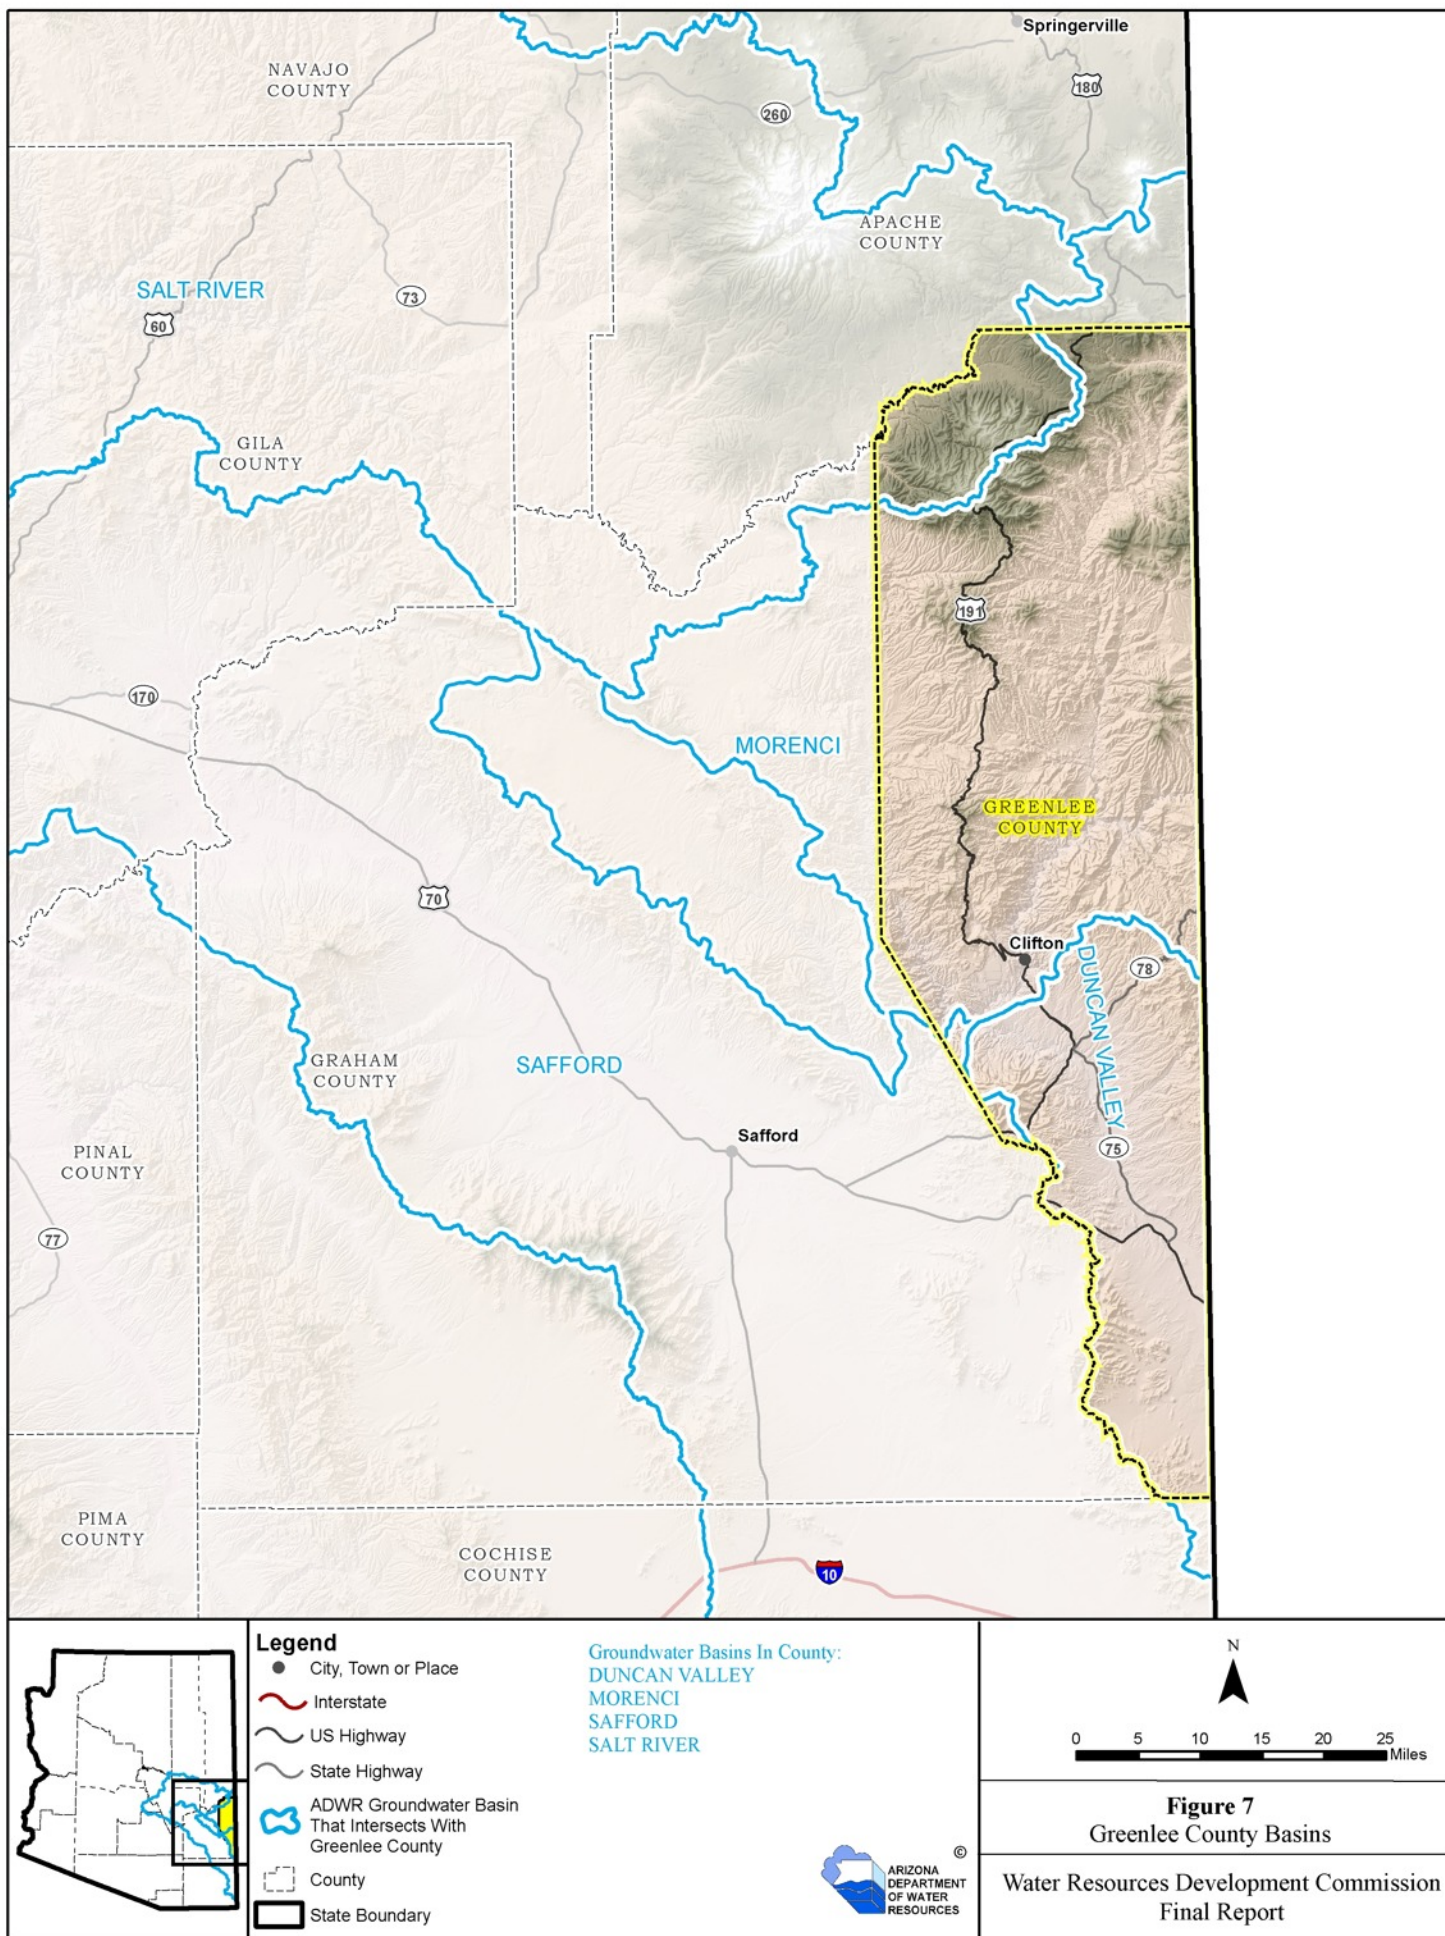 Springerville
NAVAJO
COUNTY
180
260
APACHE
COUNTY
SALT RIVER
73
60
GILA
COUNTY
191
170
MORENCI
GREENLEE
COUNTY
70
Clifton
DUNCAN VALLEY
78
GRAHAM
COUNTY
SAFFORD
Safford
75
PINAL
COUNTY
77
PIMA
COUNTY
COCHISE
COUNTY
10
Legend
City, Town or Place
Interstate
US Highway
State Highway
ADWR Groundwater Basin
That Intersects With
Greenlee County
County
State Boundary
Groundwater Basins In County:
DUNCAN VALLEY
MORENCI
SAFFORD
SALT RIVER
©
ARIZONA
DEPARTMENT
OF WATER
RESOURCES
N
0 5 10 15 20 25
Miles
Figure 7
Greenlee County Basins
Water Resources Development Commission
Final Report